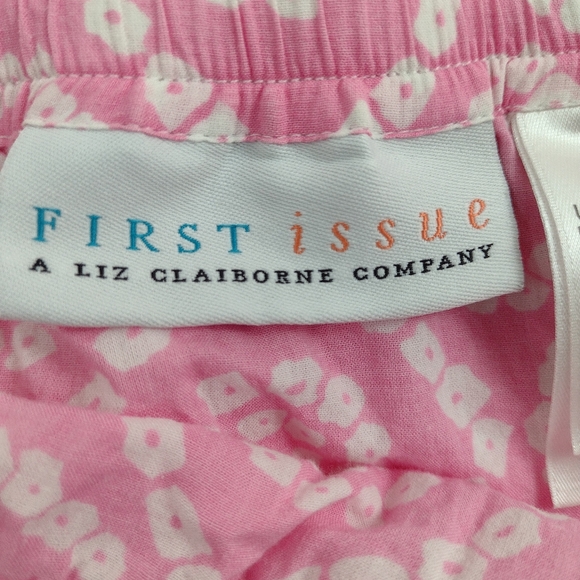 FIRST issue
A LIZ CLAIBORNE COMPANY